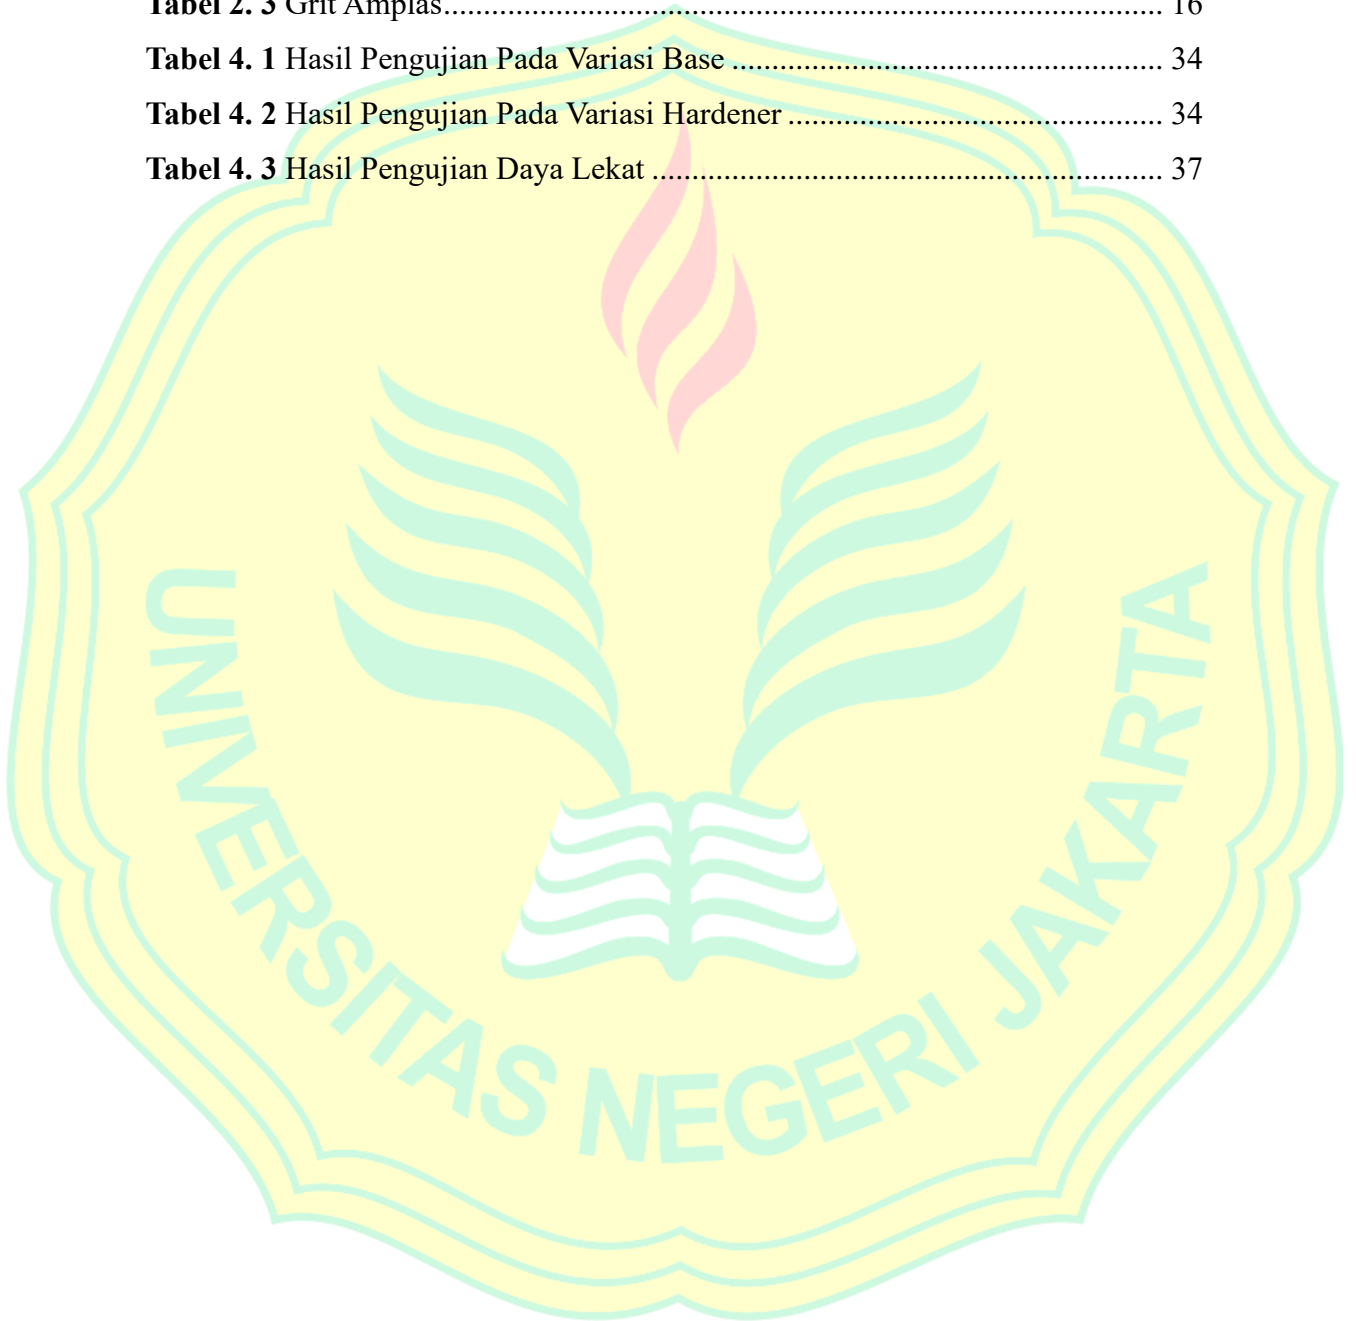 Tabel 2. 3 Grit Amplas.......................................................................................... 16
Tabel 4. 1 Hasil Pengujian Pada Variasi Base ...................................................... 34
Tabel 4. 2 Hasil Pengujian Pada Variasi Hardener ............................................... 34
Tabel 4. 3 Hasil Pengujian Daya Lekat ................................................................ 37
UNIVERSITAS NEGERI JAKARTA